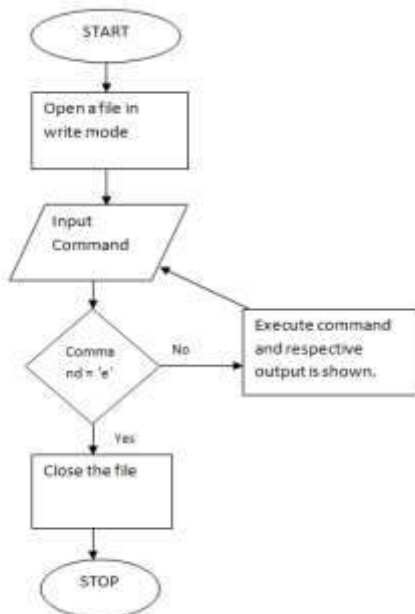 START
Open a file in
write mode
Input
Command
Comma
nd = 'e'
No
Execute command
and respective
output is shown.
Yes
Close the file
STOP